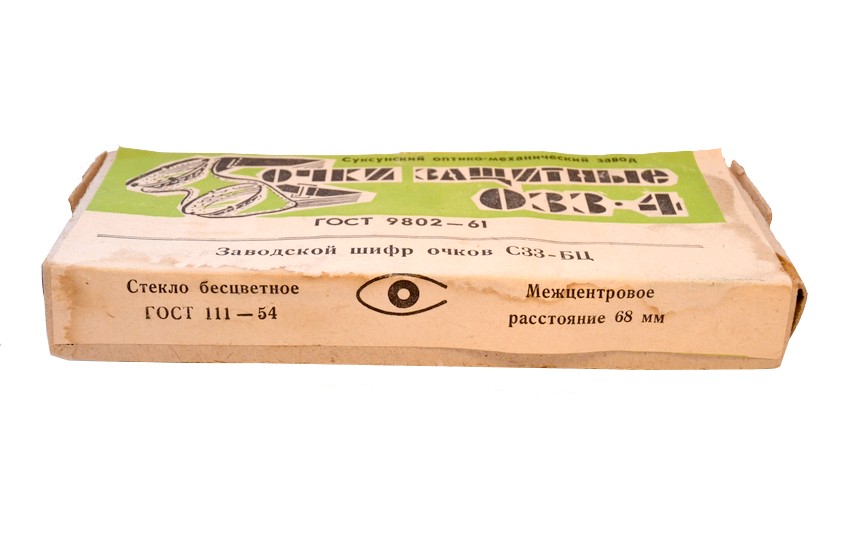 Суксунский оптико-механический завод
ОЧКИ ЗАЩИТНЫЕ
ОЗЗ-4
ГОСТ 9802—61
Заводской шифр очков СЗЗ-БЦ
Стекло бесцветное
ГОСТ 111—54
Межцентровое
расстояние 68 мм